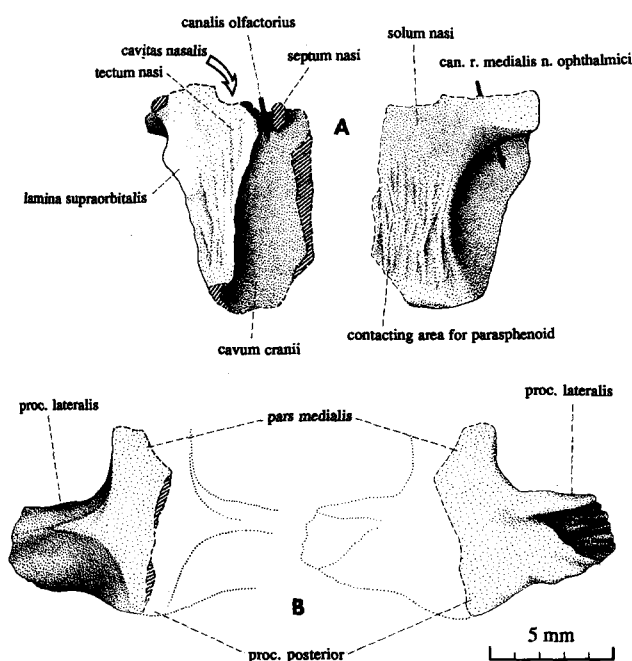 canalis olfactorius
cavitas nasalis
tectum nasi
septum nasi
solum nasi
can. r. medialis n. ophthalmici
A
lamina supraorbitalis
contacting area for parasphenoid
cavum cranii
proc. lateralis
pars medialis
proc. lateralis
B
proc. posterior
5 mm